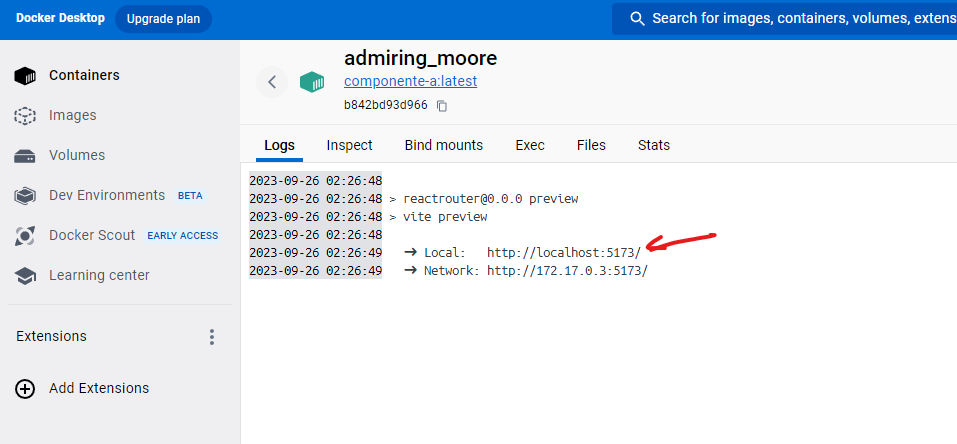 Docker Desktop Upgrade plan Search for images, containers, volumes, extens
Containers
Images
Volumes
Dev Environments BETA
Docker Scout EARLY ACCESS
Learning center
Extensions
Add Extensions
admiring_moore
componente-a:latest
b842bd93d966
Logs Inspect Bind mounts Exec Files Stats
2023-09-26 02:26:48
2023-09-26 02:26:48 > reactrouter@0.0.0 preview
2023-09-26 02:26:48 > vite preview
2023-09-26 02:26:48
2023-09-26 02:26:49 ➜ Local: http://localhost:5173/
2023-09-26 02:26:49 ➜ Network: http://172.17.0.3:5173/